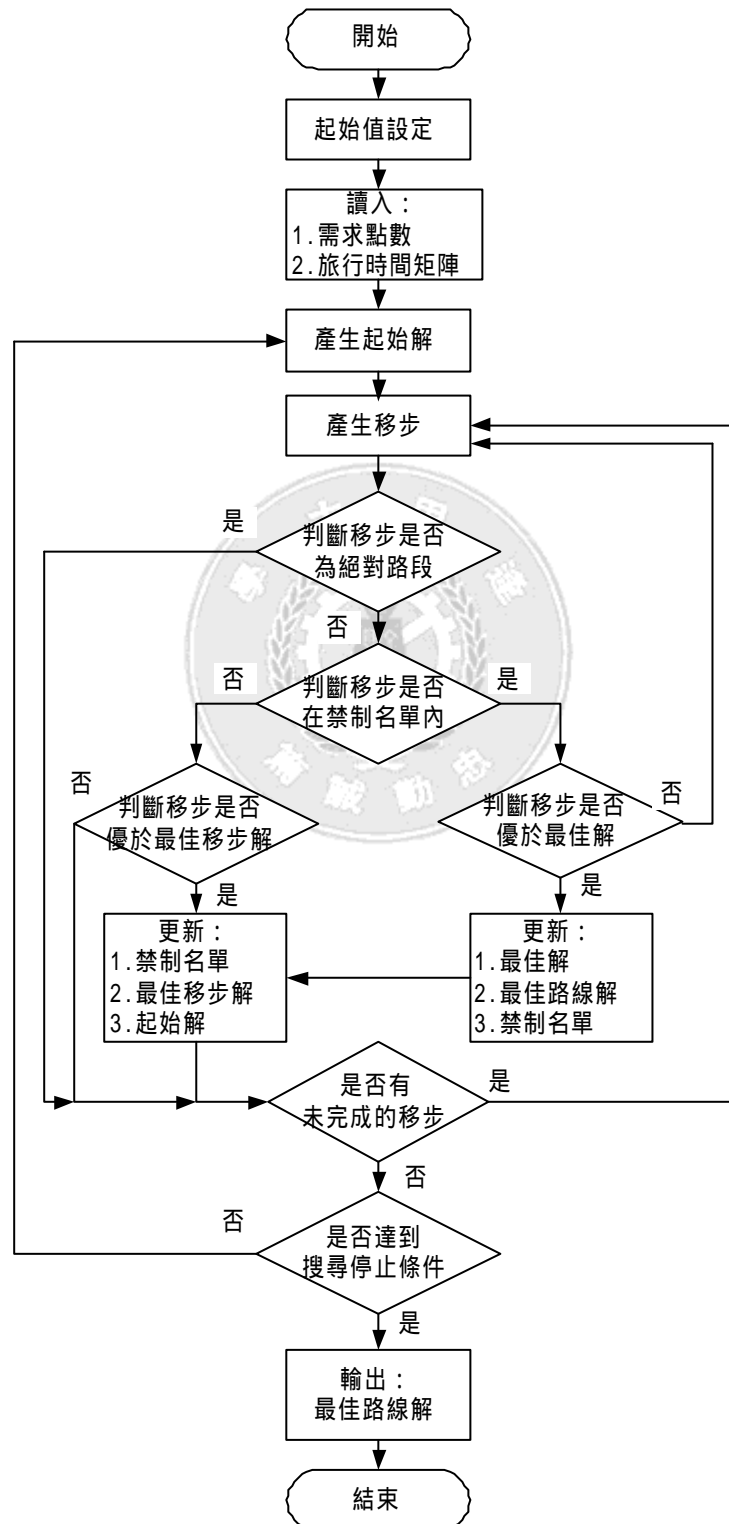 開始
起始值設定
讀入：
1.需求點數
2.旅行時間矩陣
產生起始解
產生移步
是
判斷移步是否
為絕對路段
否
否
判斷移步是否
在禁制名單內
是
否
判斷移步是否
優於最佳移步解
判斷移步是否
優於最佳解
否
是
是
更新：
1.禁制名單
2.最佳移步解
3.起始解
更新：
1.最佳解
2.最佳路線解
3.禁制名單
是否有
未完成的移步
是
否
否
是否達到
搜尋停止條件
是
輸出：
最佳路線解
結束